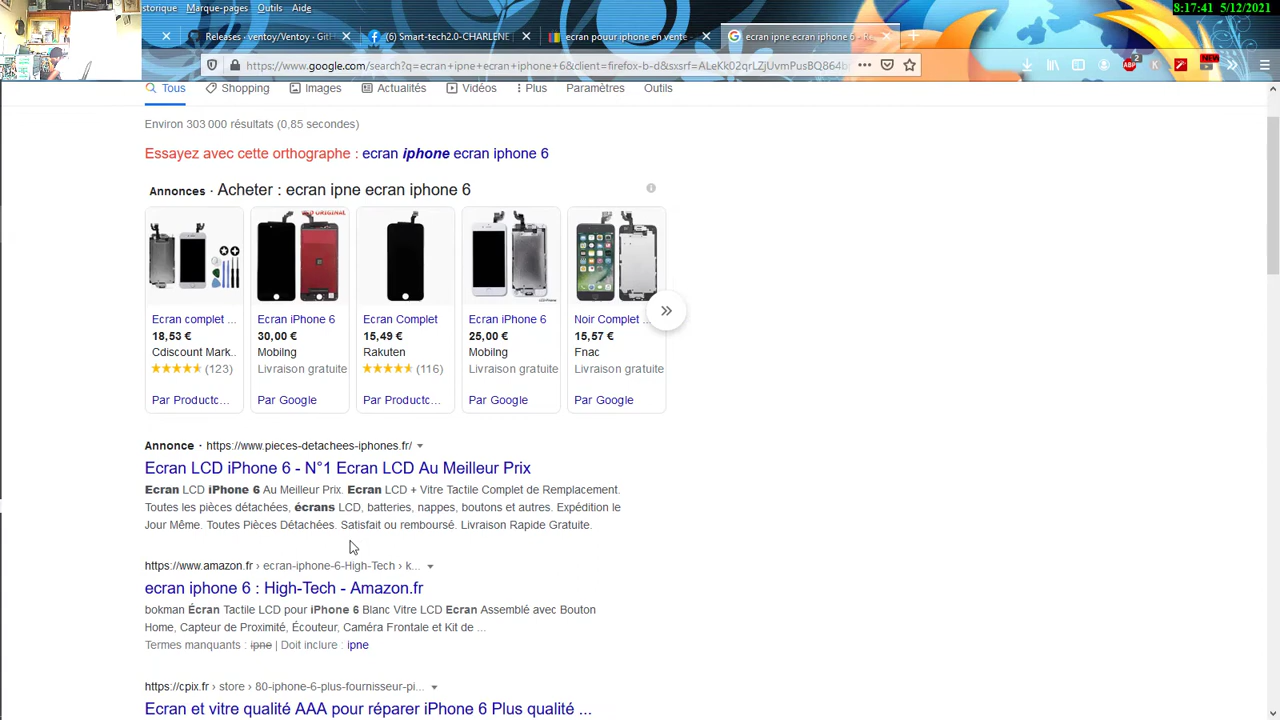 8:17:41 5/12/2021
storique Marque-pages Outils Aide
Releases · ventoy/Ventoy · GitH
(6) Smart-tech2.0-CHARLENE
ecran pouur iphone en vente -
ecran ipne ecran iphone 6 - Re
https://www.google.com/search?q=ecran+ipne+ecran+iphone+6&client=firefox-b-d&sxsrf=ALeKk02qrLZjUvmPusBQ864b
NEW
ABP 2
K
Tous Shopping Images Actualités Vidéos Plus Paramètres Outils
Environ 303 000 résultats (0,85 secondes)
Essayez avec cette orthographe : ecran iphone ecran iphone 6
Annonces · Acheter : ecran ipne ecran iphone 6
Ecran complet ...
18,53 €
Cdiscount Mark..
(123)
Par Productc...
Ecran iPhone 6
30,00 €
Mobilng
Livraison gratuite
Par Google
Ecran Complet
15,49 €
Rakuten
(116)
Par Productc...
Ecran iPhone 6
25,00 €
Mobilng
Livraison gratuite
Par Google
Noir Complet ...
15,57 €
Fnac
Livraison gratuite
Par Google
Annonce · https://www.pieces-detachees-iphones.fr/
Ecran LCD iPhone 6 - N°1 Ecran LCD Au Meilleur Prix
Ecran LCD iPhone 6 Au Meilleur Prix. Ecran LCD + Vitre Tactile Complet de Remplacement.
Toutes les pièces détachées, écrans LCD, batteries, nappes, boutons et autres. Expédition le
Jour Même. Toutes Pièces Détachées. Satisfait ou remboursé. Livraison Rapide Gratuite.
https://www.amazon.fr › ecran-iphone-6-High-Tech › k...
ecran iphone 6 : High-Tech - Amazon.fr
bokman Écran Tactile LCD pour iPhone 6 Blanc Vitre LCD Ecran Assemblé avec Bouton
Home, Capteur de Proximité, Écouteur, Caméra Frontale et Kit de ...
Termes manquants : ipne | Doit inclure : ipne
https://cpix.fr › store › 80-iphone-6-plus-fournisseur-pi...
Ecran et vitre qualité AAA pour réparer iPhone 6 Plus qualité ...